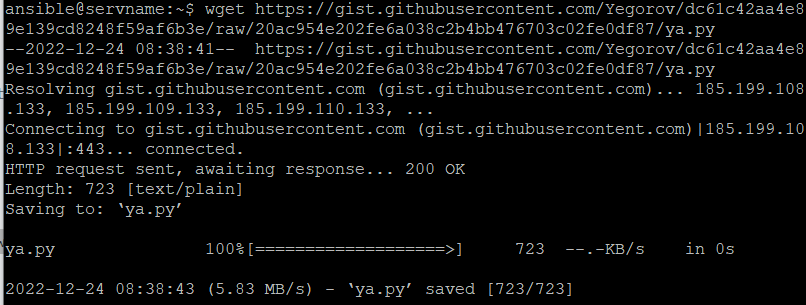 ansible@servname:~$ wget https://gist.githubusercontent.com/Yegorov/dc61c42aa4e8
9e139cd8248f59af6b3e/raw/20ac954e202fe6a038c2b4bb476703c02fe0df87/ya.py
--2022-12-24 08:38:41--  https://gist.githubusercontent.com/Yegorov/dc61c42aa4e8
9e139cd8248f59af6b3e/raw/20ac954e202fe6a038c2b4bb476703c02fe0df87/ya.py
Resolving gist.githubusercontent.com (gist.githubusercontent.com)... 185.199.108
.133, 185.199.109.133, 185.199.110.133, ...
Connecting to gist.githubusercontent.com (gist.githubusercontent.com)|185.199.10
8.133|:443... connected.
HTTP request sent, awaiting response... 200 OK
Length: 723 [text/plain]
Saving to: ‘ya.py’
ya.py               100%[===================>]     723  --.-KB/s    in 0s
2022-12-24 08:38:43 (5.83 MB/s) - ‘ya.py’ saved [723/723]